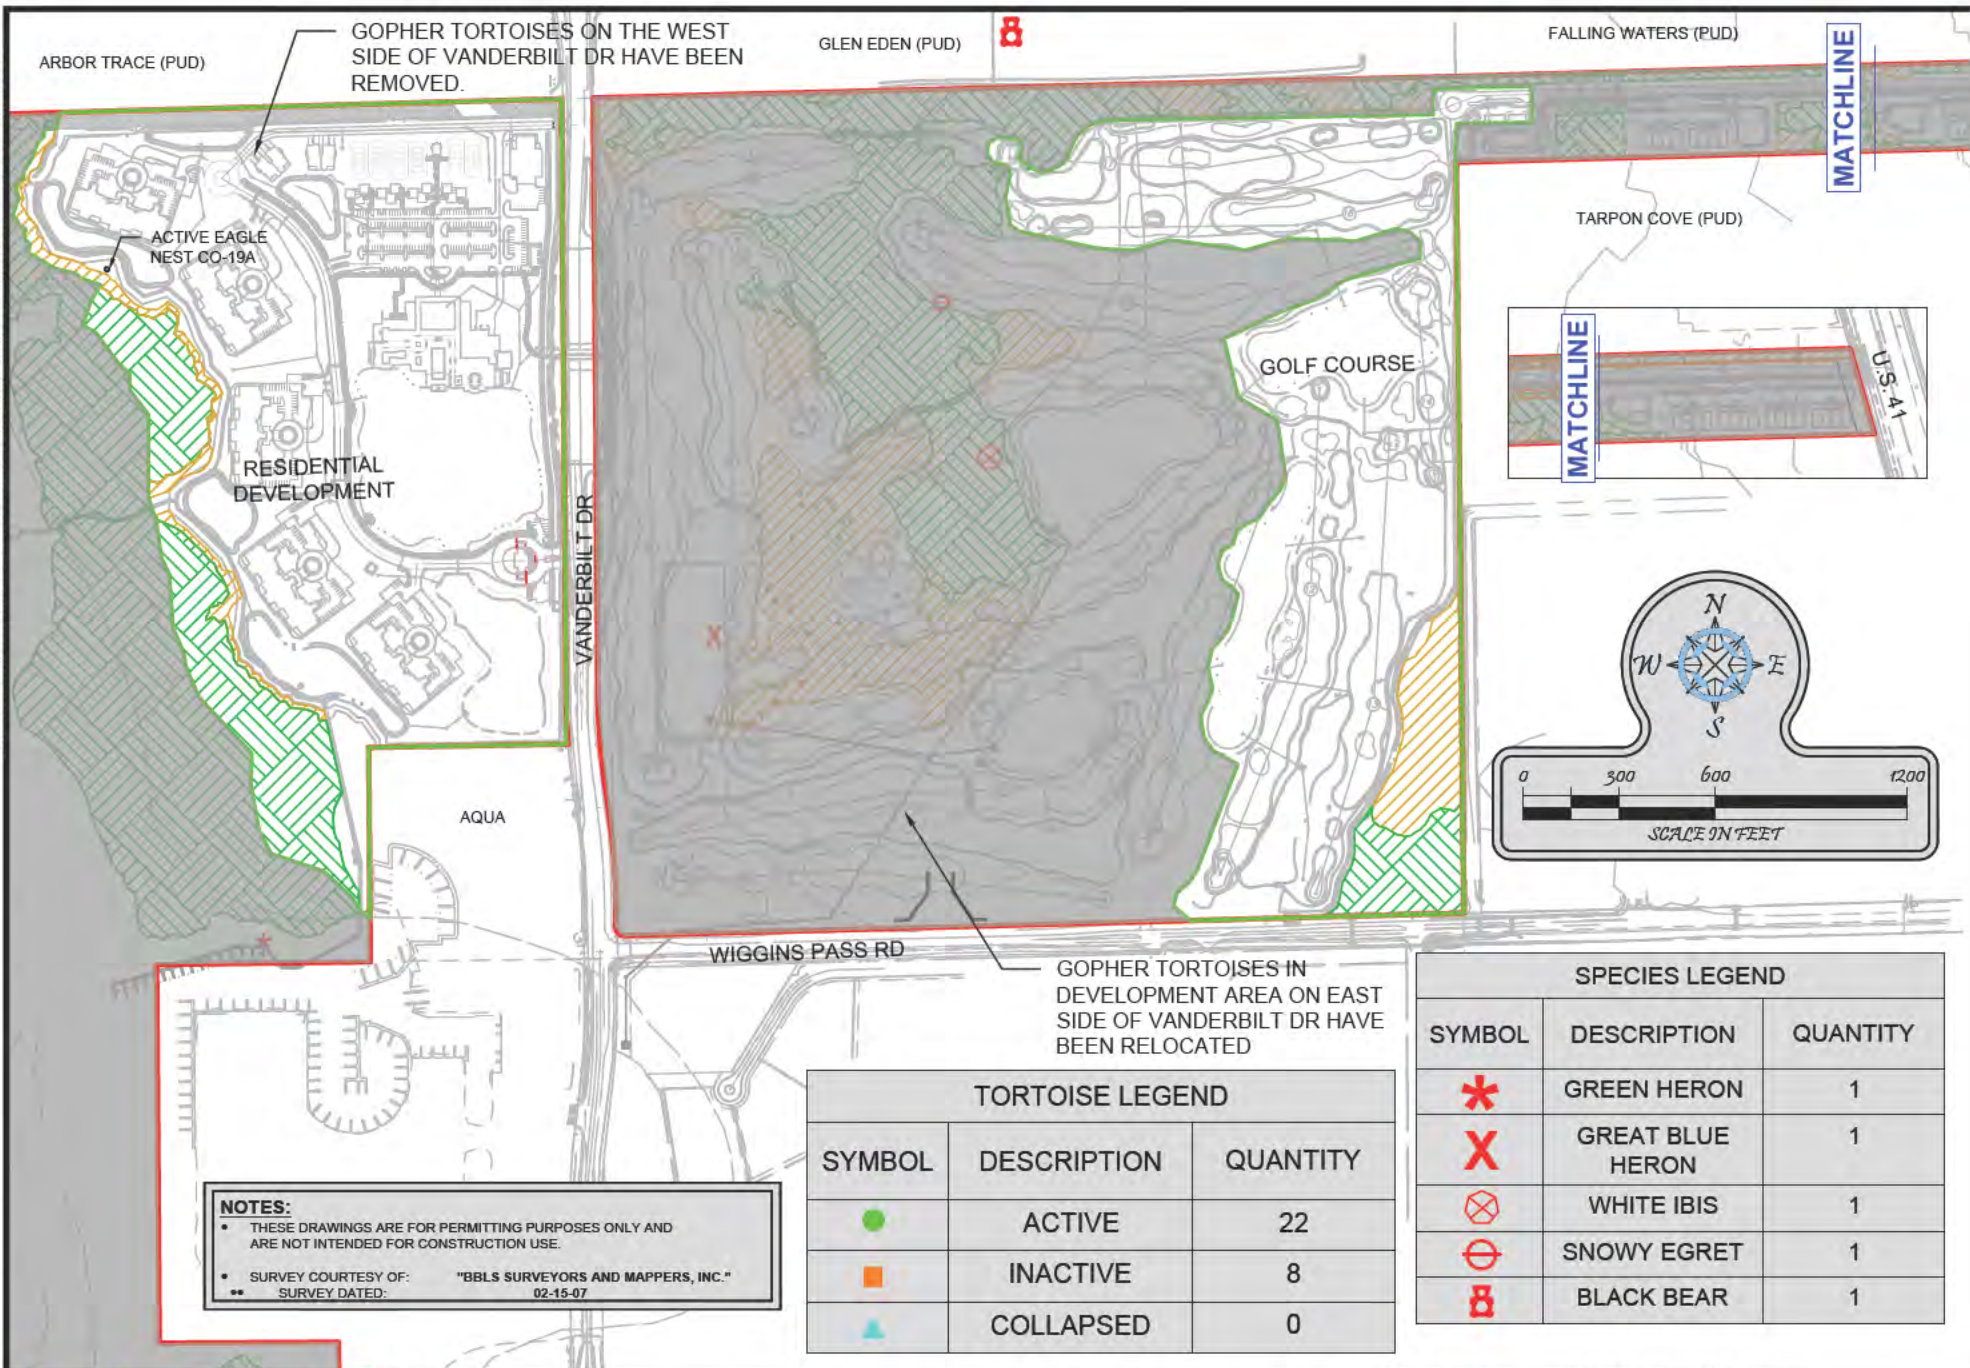 ARBOR TRACE (PUD)
GOPHER TORTOISES ON THE WEST
SIDE OF VANDERBILT DR HAVE BEEN
REMOVED.
GLEN EDEN (PUD)
FALLING WATERS (PUD)
MATCHLINE
ACTIVE EAGLE
NEST CO-19A
TARPON COVE (PUD)
GOLF COURSE
MATCHLINE
U.S. 41
RESIDENTIAL
DEVELOPMENT
VANDERBILT DR
N
W
E
S
0 300 600 1200
SCALE IN FEET
AQUA
WIGGINS PASS RD
GOPHER TORTOISES IN
DEVELOPMENT AREA ON EAST
SIDE OF VANDERBILT DR HAVE
BEEN RELOCATED
SPECIES LEGEND
SYMBOL DESCRIPTION QUANTITY
GREEN HERON 1
GREAT BLUE 1
HERON
WHITE IBIS 1
SNOWY EGRET 1
BLACK BEAR 1
TORTOISE LEGEND
SYMBOL DESCRIPTION QUANTITY
ACTIVE 22
INACTIVE 8
COLLAPSED 0
NOTES:
• THESE DRAWINGS ARE FOR PERMITTING PURPOSES ONLY AND
ARE NOT INTENDED FOR CONSTRUCTION USE.
• SURVEY COURTESY OF: "BBLS SURVEYORS AND MAPPERS, INC."
•• SURVEY DATED: 02-15-07